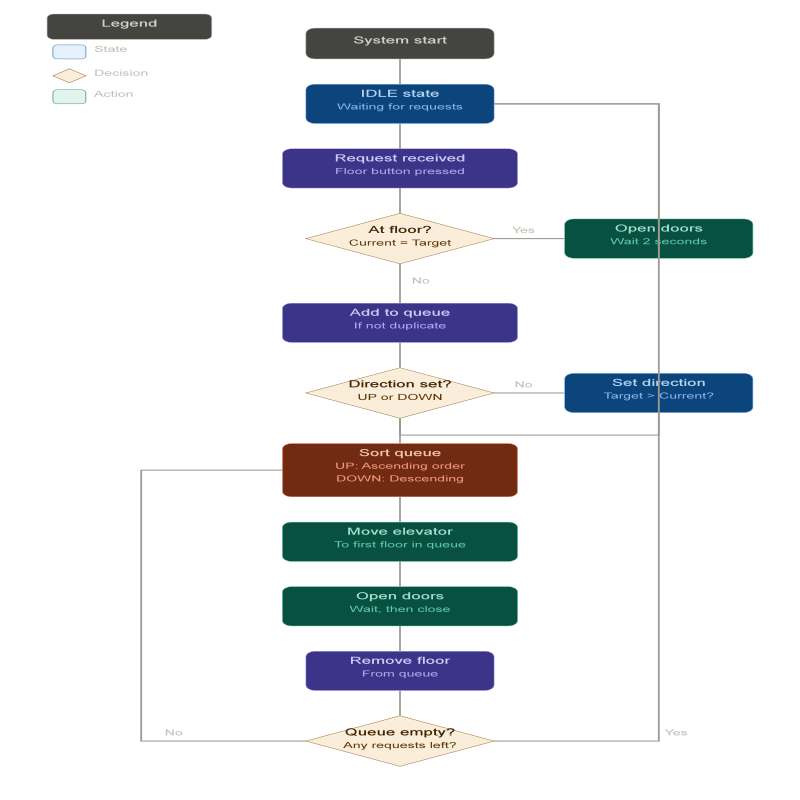 Legend
State
Decision
Action
System start
IDLE state
Waiting for requests
Request received
Floor button pressed
At floor?
Current = Target
Yes
Open doors
Wait 2 seconds
No
Add to queue
If not duplicate
Direction set?
UP or DOWN
No
Set direction
Target > Current?
Sort queue
UP: Ascending order
DOWN: Descending
Move elevator
To first floor in queue
Open doors
Wait, then close
Remove floor
From queue
Queue empty?
Any requests left?
No
Yes